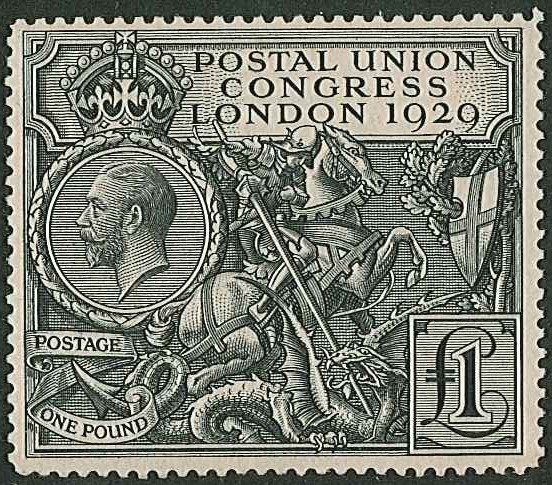 POSTAL UNION
CONGRESS
LONDON 1929
POSTAGE
ONE POUND
£1